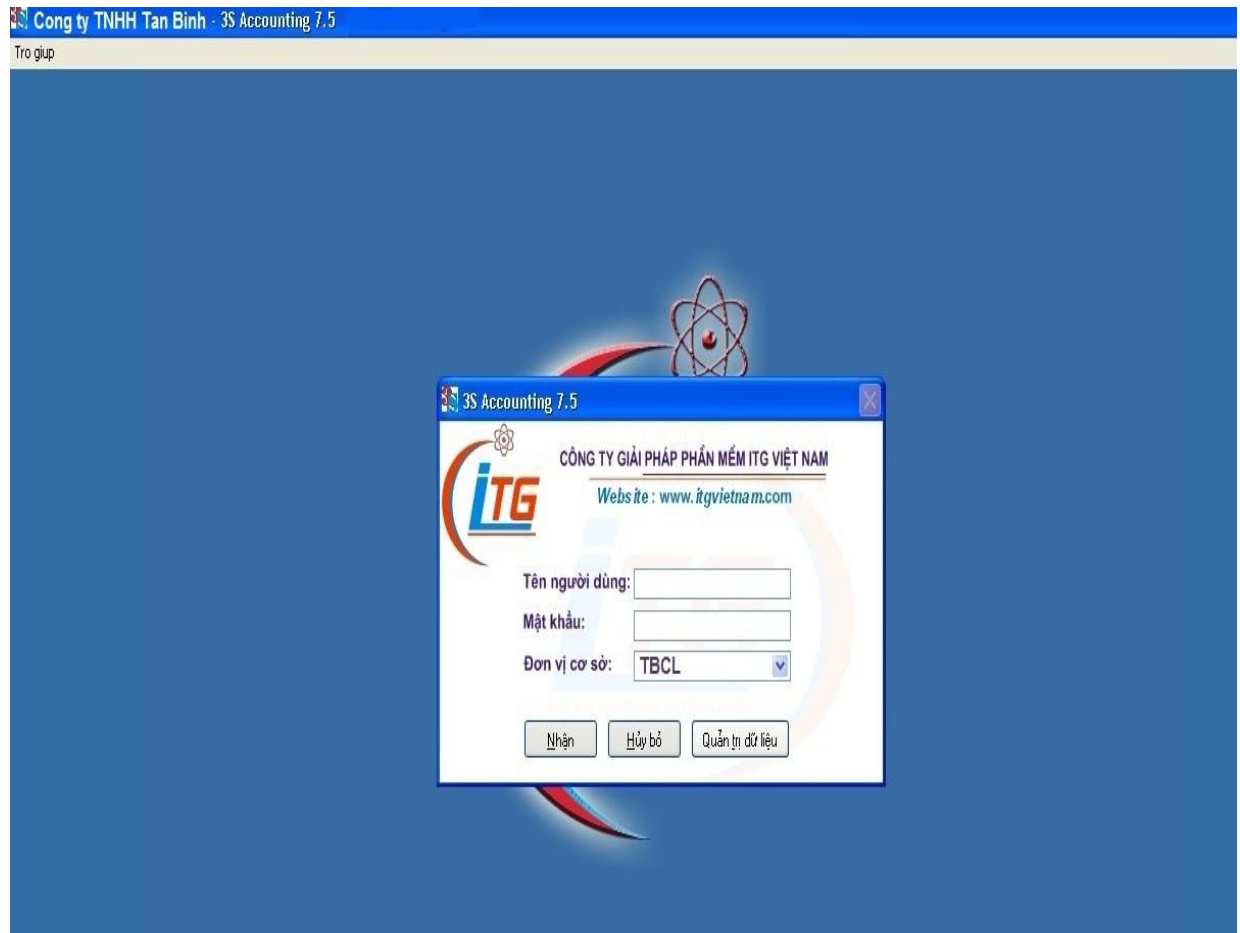 Cong ty TNHH Tan Binh - 3S Accounting 7.5
Tro giup
3S Accounting 7.5
ITG
CÔNG TY GIẢI PHÁP PHẦN MỀM ITG VIỆT NAM
Website : www.itgvietnam.com
Tên người dùng:
Mật khẩu:
Đơn vị cơ sở: TBCL
Nhận Hủy bỏ Quản trị dữ liệu